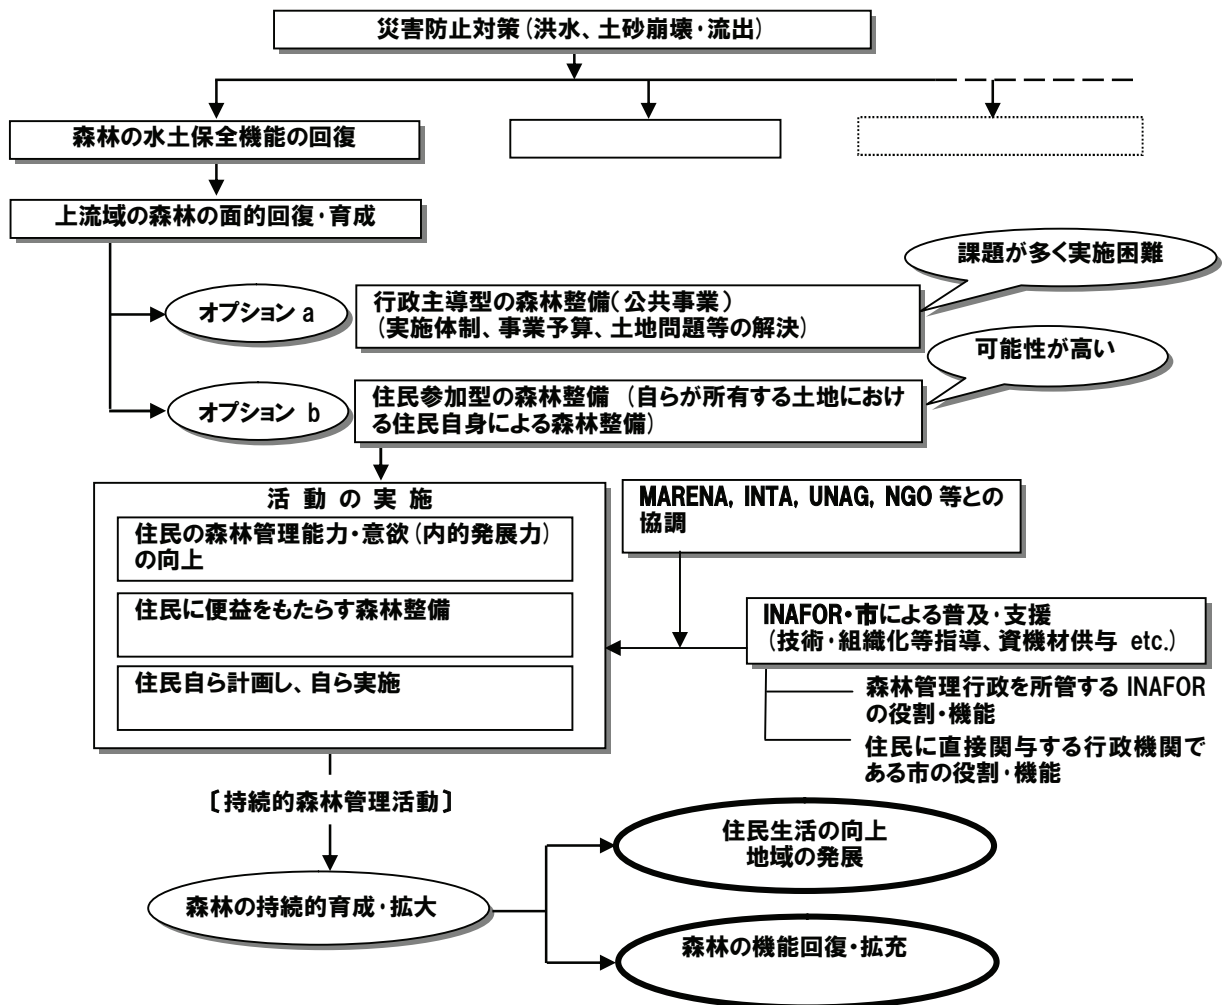 災害防止対策(洪水、土砂崩壊・流出)
森林の水土保全機能の回復
上流域の森林の面的回復・育成
課題が多く実施困難
オプション a
行政主導型の森林整備(公共事業)
(実施体制、事業予算、土地問題等の解決)
可能性が高い
オプション b
住民参加型の森林整備 (自らが所有する土地におけ
る住民自身による森林整備)
活 動 の 実 施
住民の森林管理能力・意欲(内的発展力)
の向上
住民に便益をもたらす森林整備
住民自ら計画し、自ら実施
MARENA, INTA, UNAG, NGO 等との
協調
INAFOR・市による普及・支援
(技術・組織化等指導、資機材供与 etc.)
森林管理行政を所管する INAFOR
の役割・機能
住民に直接関与する行政機関で
ある市の役割・機能
〔持続的森林管理活動〕
住民生活の向上
地域の発展
森林の持続的育成・拡大
森林の機能回復・拡充